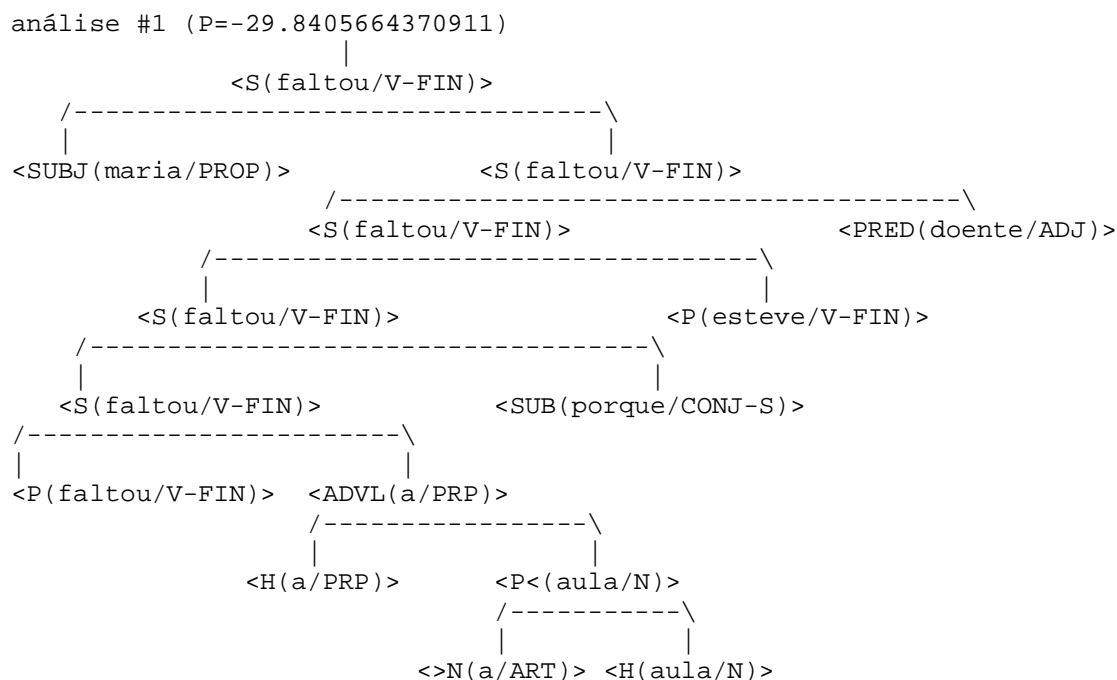 análise #1 (P=-29.8405664370911)
|
<S(faltou/V-FIN)>
/----------------------------------\
| |
<SUBJ(maria/PROP)> <S(faltou/V-FIN)>
/----------------------------------------\
<S(faltou/V-FIN)> <PRED(doente/ADJ)>
/-----------------------------------\
| |
<S(faltou/V-FIN)> <P(esteve/V-FIN)>
/------------------------------------\
| |
<S(faltou/V-FIN)> <SUB(porque/CONJ-S)>
/------------------------\
| |
<P(faltou/V-FIN)> <ADVL(a/PRP)>
/-----------------\
| |
<H(a/PRP)> <P<(aula/N)>
/-----------\
| |
<>N(a/ART)> <H(aula/N)>